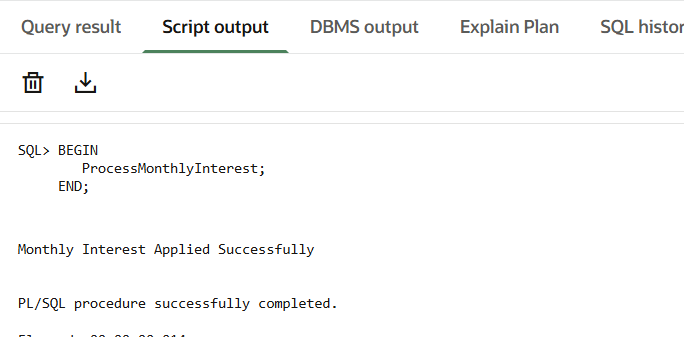 Query result Script output DBMS output Explain Plan SQL histor
SQL> BEGIN
ProcessMonthlyInterest;
END;
Monthly Interest Applied Successfully
PL/SQL procedure successfully completed.